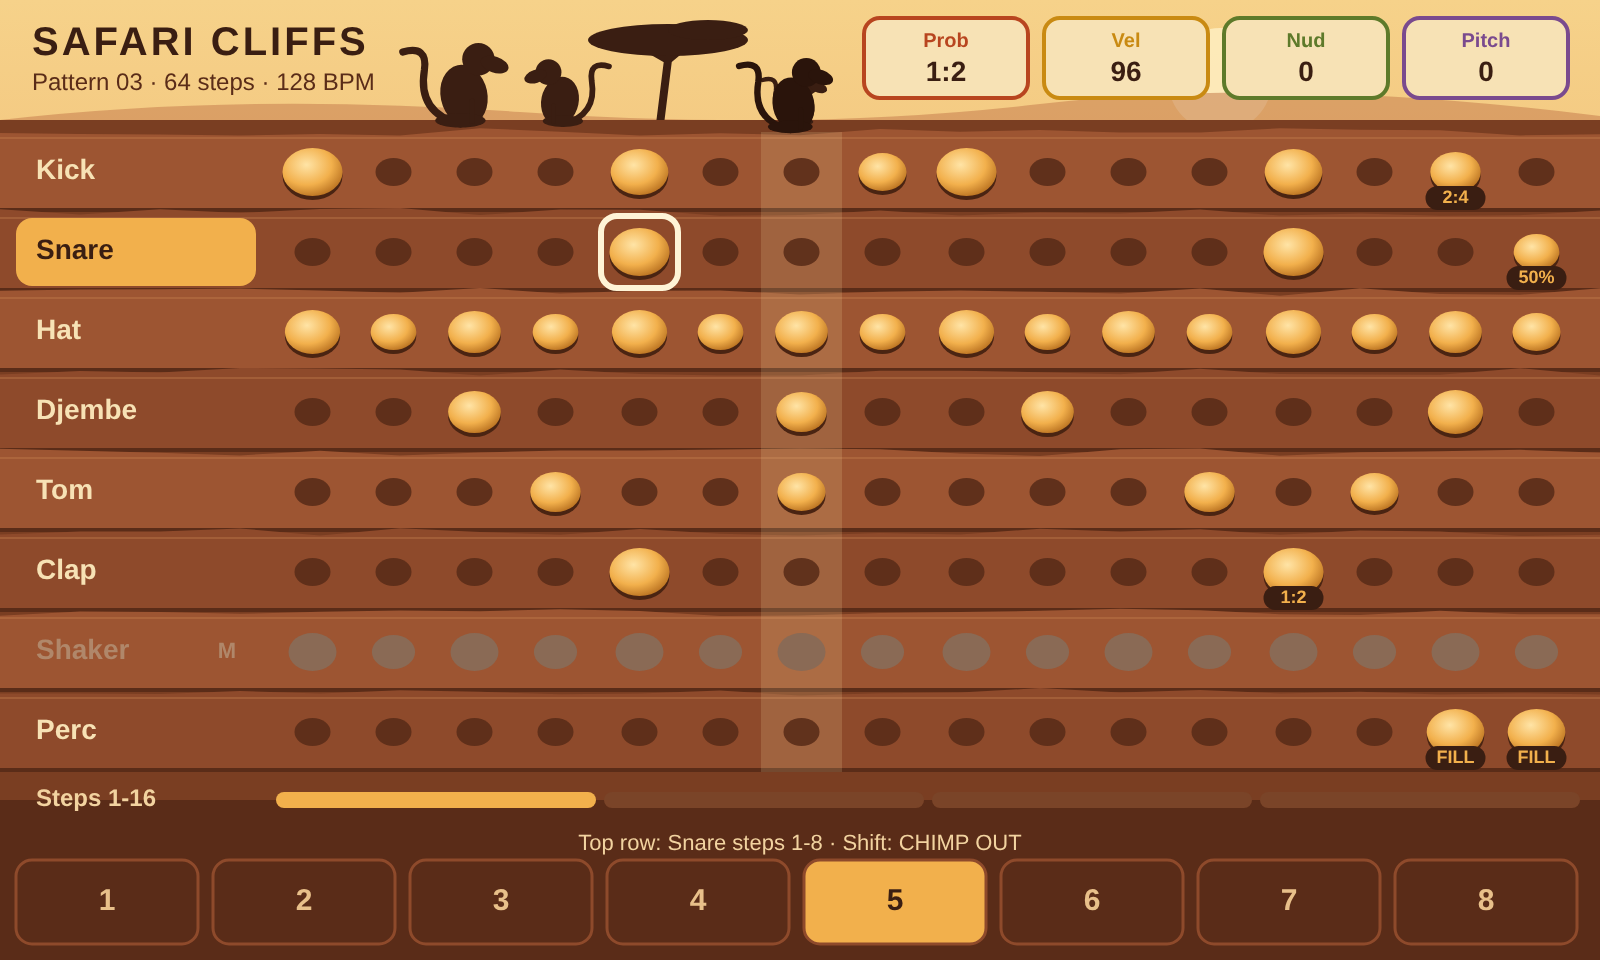 SAFARI CLIFFS
Pattern 03 · 64 steps · 128 BPM
Prob
1:2
Vel
96
Nud
0
Pitch
0
Kick
2:4
Snare
50%
Hat
Djembe
Tom
Clap
1:2
Shaker M
Perc
FILL FILL
Steps 1-16
Top row: Snare steps 1-8 · Shift: CHIMP OUT
1 2 3 4 5 6 7 8